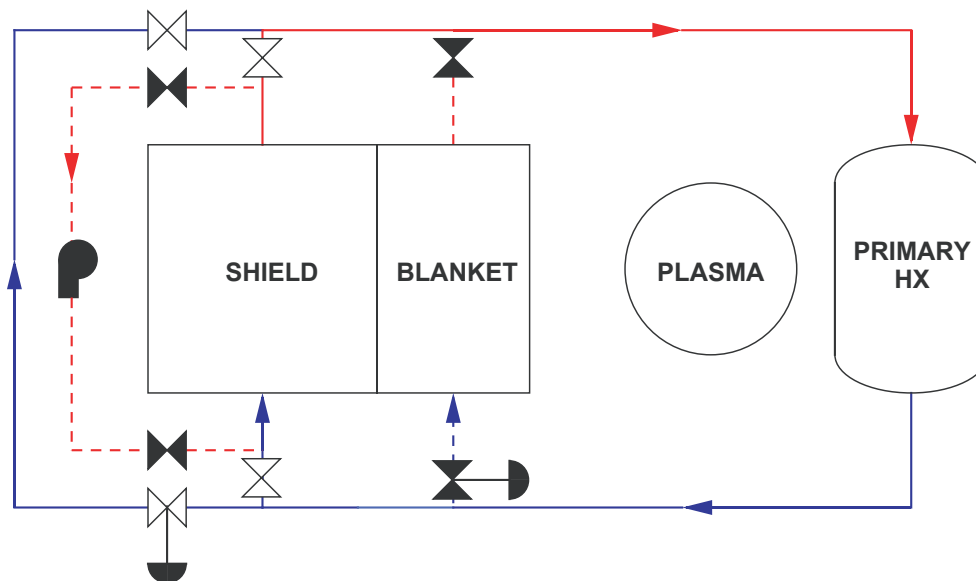 SHIELD
BLANKET
PLASMA
PRIMARY
HX